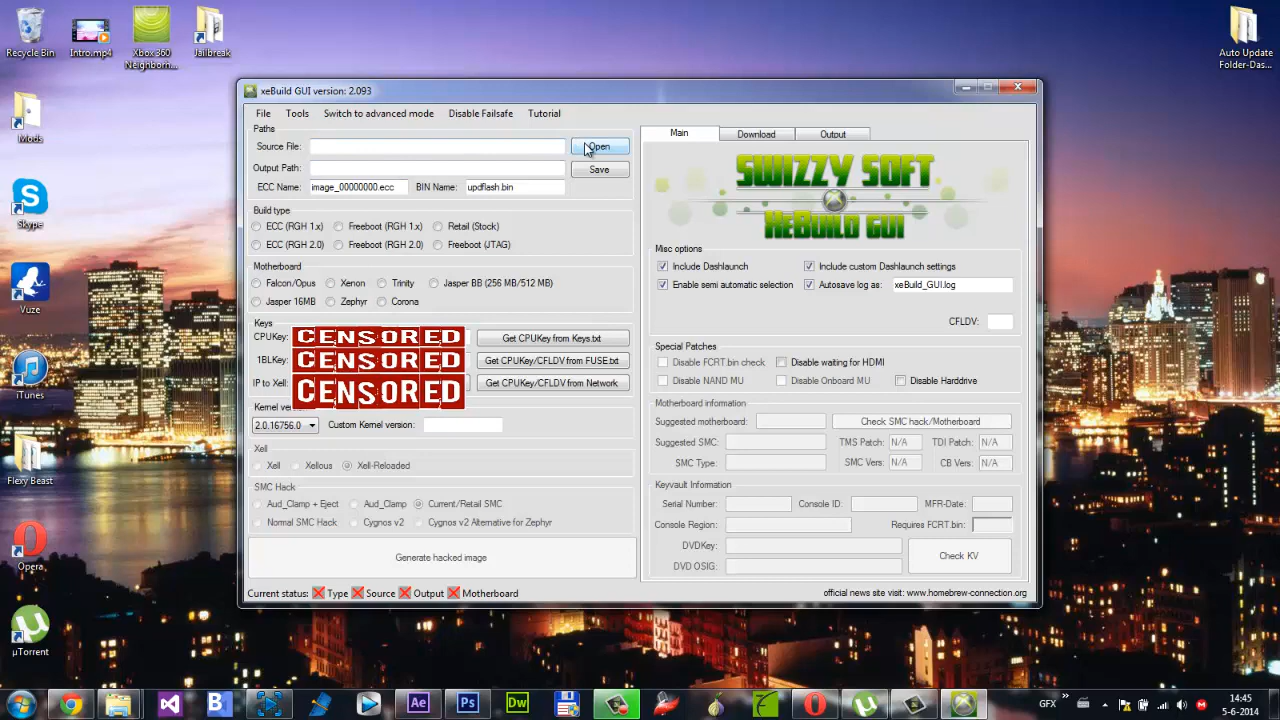 Recycle Bin
Intro.mp4
Xbox 360
Neighborh...
Jailbreak
Auto Update
Folder-Das...
Mods
Skype
Vuze
iTunes
Flexy Beast
Opera
µTorrent
xeBuild GUI version: 2.093
File Tools Switch to advanced mode Disable Failsafe Tutorial
Paths
Source File: Open
Output Path: Save
ECC Name: image_00000000.ecc BIN Name: updflash.bin
Build type
ECC (RGH 1.x) Freeboot (RGH 1.x) Retail (Stock)
ECC (RGH 2.0) Freeboot (RGH 2.0) Freeboot (JTAG)
Motherboard
Falcon/Opus Xenon Trinity Jasper BB (256 MB/512 MB)
Jasper 16MB Zephyr Corona
Keys
CPUKey: CENSORED Get CPUKey from Keys.txt
1BLKey: CENSORED Get CPUKey/CFLDV from FUSE.txt
IP to Xell: CENSORED Get CPUKey/CFLDV from Network
Kernel ve
2.0.16756.0 Custom Kernel version:
Xell
Xell Xellous Xell-Reloaded
SMC Hack
Aud_Clamp + Eject Aud_Clamp Current/Retail SMC
Normal SMC Hack Cygnos v2 Cygnos v2 Alternative for Zephyr
Generate hacked image
Current status: Type Source Output Motherboard
Main Download Output
SWIZZY SOFT
XEBUILD GUI
Misc options
Include Dashlaunch Include custom Dashlaunch settings
Enable semi automatic selection Autosave log as: xeBuild_GUI.log
CFLDV:
Special Patches
Disable FCRT.bin check Disable waiting for HDMI
Disable NAND MU Disable Onboard MU Disable Harddrive
Motherboard information
Suggested motherboard: Check SMC hack/Motherboard
Suggested SMC: TMS Patch: N/A TDI Patch: N/A
SMC Type: SMC Vers: N/A CB Vers: N/A
Keyvault Information
Serial Number: Console ID: MFR-Date:
Console Region: Requires FCRT.bin:
DVDKey:
DVD OSIG:
Check KV
official news site visit: www.homebrew-connection.org
B
Ae
Ps
Dw
GFX
14:45
5-6-2014